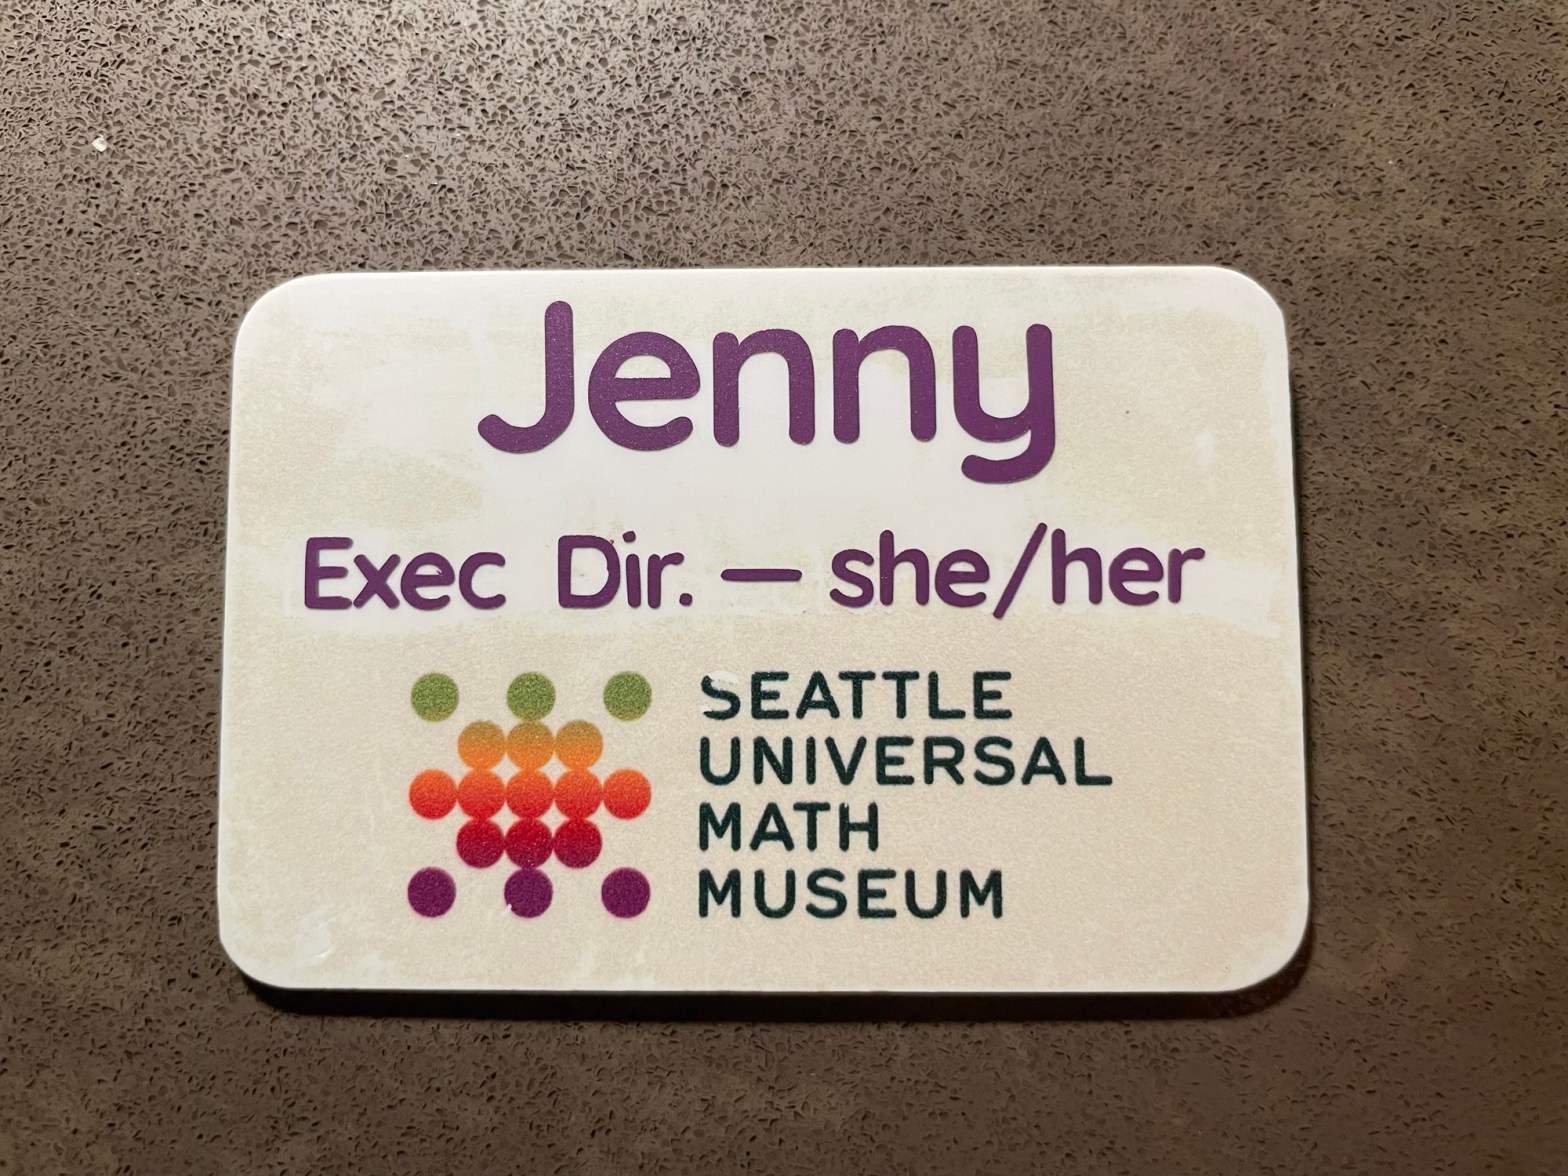 Jenny
Exec Dir. — she/her
SEATTLE
UNIVERSAL
MATH
MUSEUM